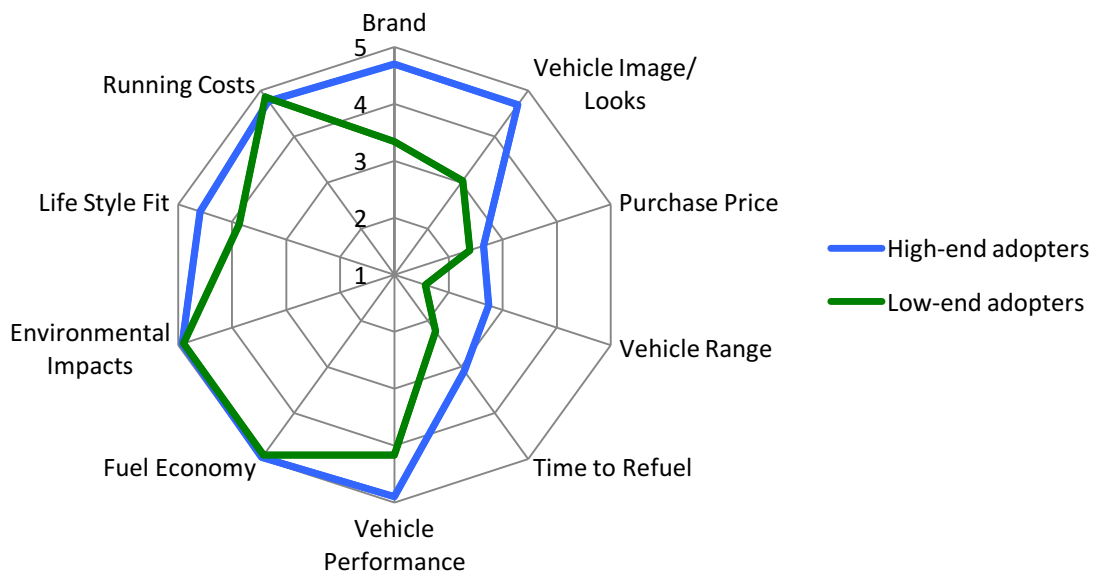 Brand
5
Vehicle Image/
Looks
Running Costs
4
3
Life Style Fit
Purchase Price
2
High-end adopters
1
Low-end adopters
Environmental
Impacts
Vehicle Range
Fuel Economy
Time to Refuel
Vehicle
Performance